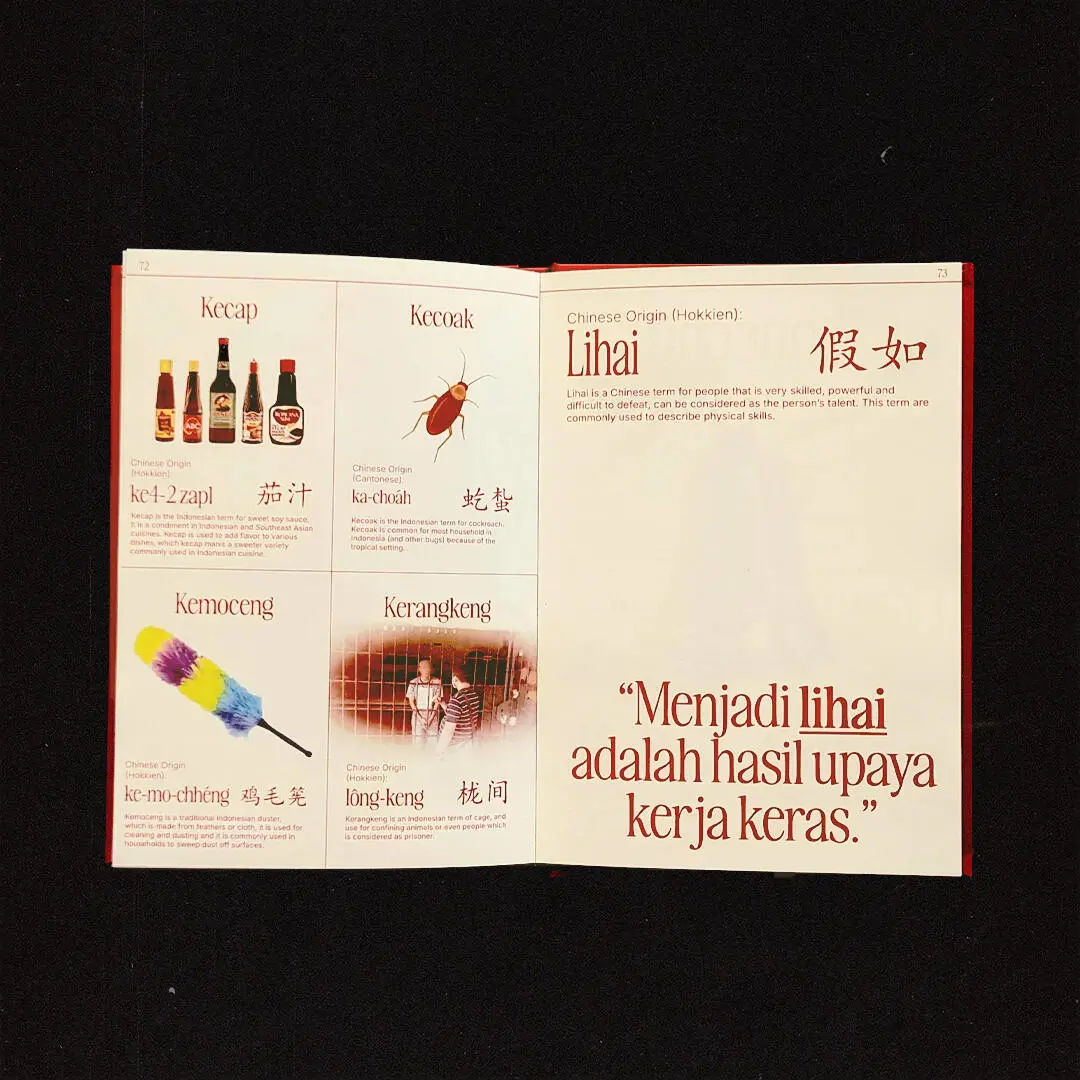 72
Kecap
ABC
Chinese Origin
(Hokkien):
ke4-2 zapl
茄汁
Kecap is the Indonesian term for sweet soy sauce.
It is a condiment in Indonesian and Southeast Asian
cuisines. Kecap is used to add flavor to various
dishes, which kecap manis a sweeter variety
commonly used in Indonesian cuisine.
Kecoak
Chinese Origin
(Cantonese):
ka-choáh
虼蚻
Kecoak is the Indonesian term for cockroach.
Kecoak is common for most household in
Indonesia (and other bugs) because of the
tropical setting.
Kemoceng
Chinese Origin
(Hokkien):
ke-mo-chhéng
鸡毛筅
Kemoceng is a traditional Indonesian duster,
which is made from feathers or cloth, it is used for
cleaning and dusting and it is commonly used in
households to sweep dust off surfaces.
Kerangkeng
Chinese Origin
(Hokkien):
lông-keng
栊间
Kerangkeng is an Indonesian term of cage, and
use for confining animals or even people which
is considered as prisoner.
73
Chinese Origin (Hokkien):
Lihai
假如
Lihai is a Chinese term for people that is very skilled, powerful and
difficult to defeat, can be considered as the person's talent. This term are
commonly used to describe physical skills.
“Menjadi lihai
adalah hasil upaya
kerja keras.”